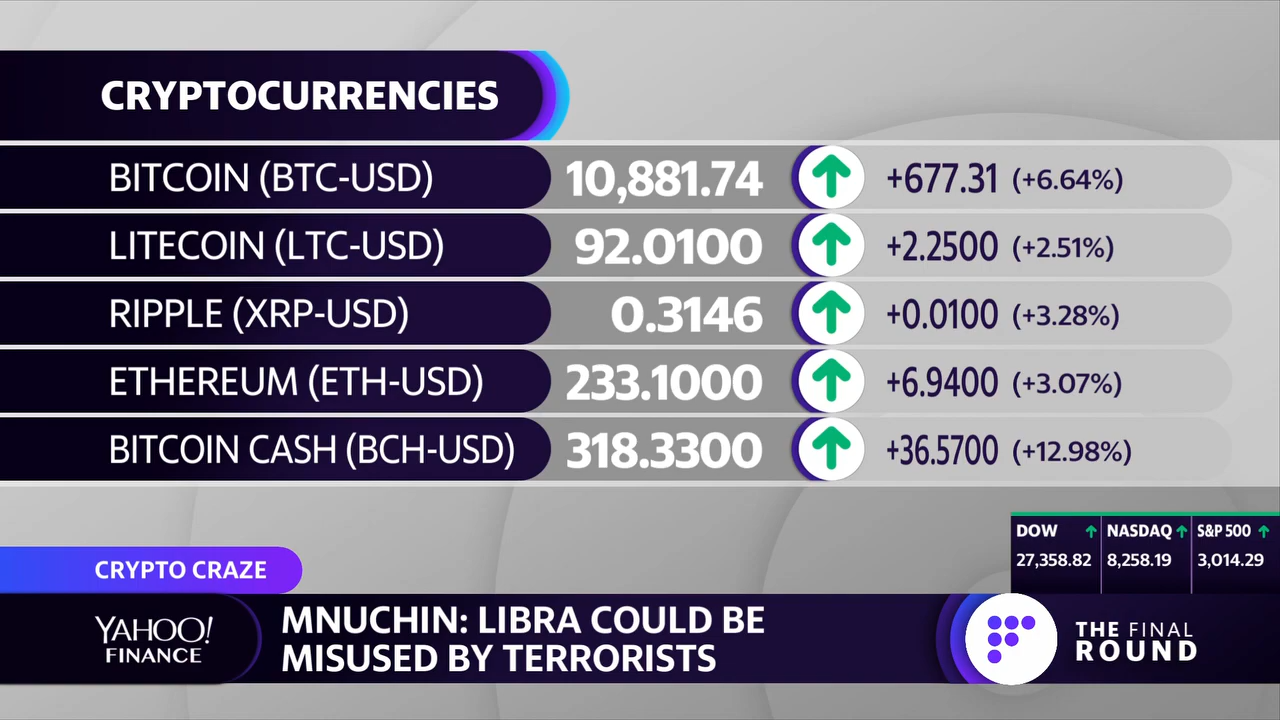 CRYPTOCURRENCIES
BITCOIN (BTC-USD) 10,881.74 +677.31 (+6.64%)
LITECOIN (LTC-USD) 92.0100 +2.2500 (+2.51%)
RIPPLE (XRP-USD) 0.3146 +0.0100 (+3.28%)
ETHEREUM (ETH-USD) 233.1000 +6.9400 (+3.07%)
BITCOIN CASH (BCH-USD) 318.3300 +36.5700 (+12.98%)
DOW NASDAQ S&P 500
27,358.82 8,258.19 3,014.29
CRYPTO CRAZE
YAHOO!
FINANCE
MNUCHIN: LIBRA COULD BE
MISUSED BY TERRORISTS
THE FINAL
ROUND